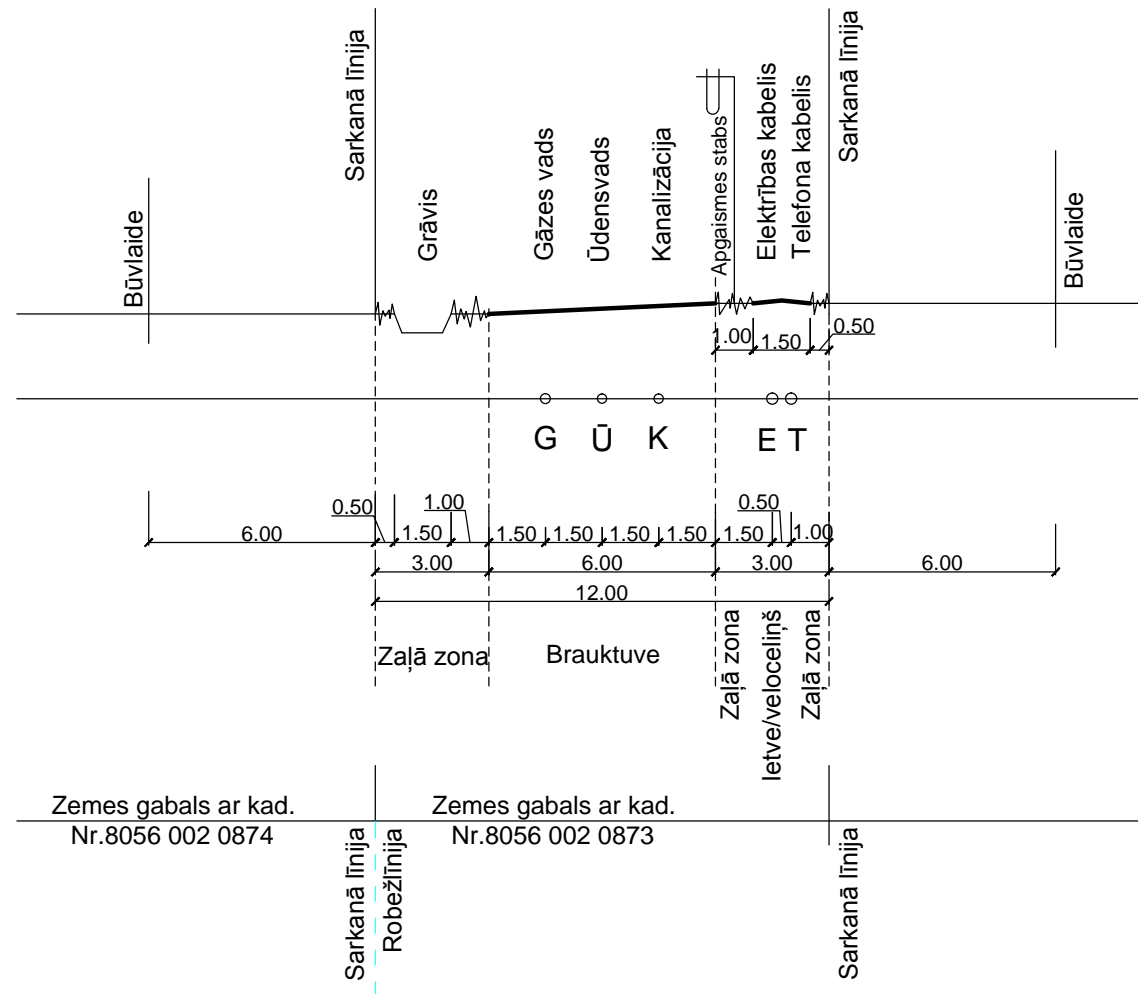 Būvlaide
Sarkanā līnija
Grāvis
Gāzes vads
Ūdensvads
Kanalizācija
Apgaismes stabs
Elektrības kabelis
Telefona kabelis
Sarkanā līnija
Būvlaide
1.00
1.50
0.50
G
Ū
K
E
T
6.00
0.50
1.50
1.00
1.50
1.50
1.50
1.50
1.50
0.50
1.00
6.00
3.00
6.00
3.00
12.00
Zaļā zona
Brauktuve
Zaļā zona
Ietve/veloceliņš
Zaļā zona
Zemes gabals ar kad.
Nr.8056 002 0874
Zemes gabals ar kad.
Nr.8056 002 0873
Sarkanā līnija
Robežlīnija
Sarkanā līnija